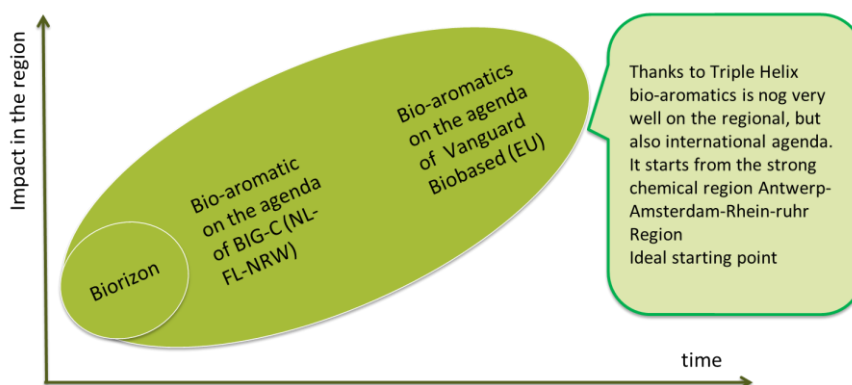 Impact in the region
Biorizon
Bio-aromatic
on the agenda
of BIG-C (NL-
FL-NRW)
Bio-aromatics
on the agenda
of Vanguard
Biobased (EU)
Thanks to Triple Helix
bio-aromatics is nog very
well on the regional, but
also international agenda.
It starts from the strong
chemical region Antwerp-
Amsterdam-Rhein-ruhr
Region
Ideal starting point
time